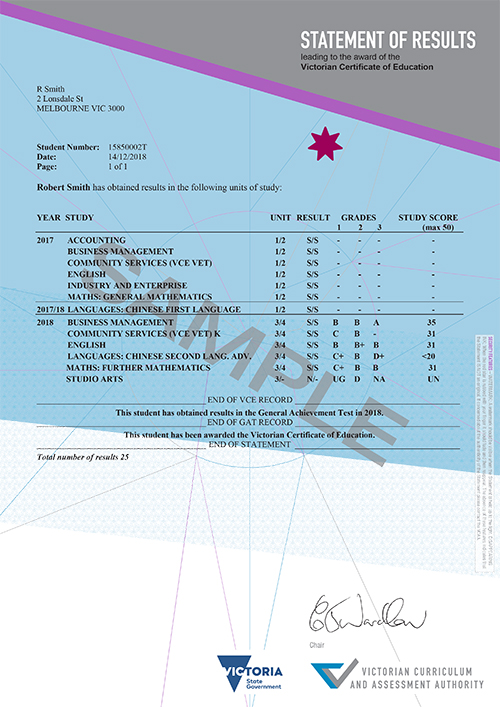 STATEMENT OF RESULTS
leading to the award of the
Victorian Certificate of Education
R Smith
2 Lonsdale St
MELBOURNE VIC 3000
Student Number: 15850002T
Date: 14/12/2018
Page: 1 of 1
Robert Smith has obtained results in the following units of study:
YEAR STUDY UNIT RESULT GRADES STUDY SCORE
1 2 3 (max 50)
2017 ACCOUNTING 1/2 S/S - - - -
BUSINESS MANAGEMENT 1/2 S/S - - - -
COMMUNITY SERVICES (VCE VET) 1/2 S/S - - - -
ENGLISH 1/2 S/S - - - -
INDUSTRY AND ENTERPRISE 1/2 S/S - - - -
MATHS: GENERAL MATHEMATICS 1/2 S/S - - - -
2017/18 LANGUAGES: CHINESE FIRST LANGUAGE 1/2 S/S - - - -
2018 BUSINESS MANAGEMENT 3/4 S/S B B A 35
COMMUNITY SERVICES (VCE VET) K 3/4 S/S C B - 31
ENGLISH 3/4 S/S B B+ B 31
LANGUAGES: CHINESE SECOND LANG. ADV. 3/4 S/S C+ B D+ <20
MATHS: FURTHER MATHEMATICS 3/4 S/S C+ B B 31
STUDIO ARTS 3/- N/- UG D NA UN
END OF VCE RECORD
This student has obtained results in the General Achievement Test in 2018.
END OF GAT RECORD
This student has been awarded the Victorian Certificate of Education.
END OF STATEMENT
Total number of results 25
SAMPLE
Chair
VICTORIA
State
Government
VICTORIAN CURRICULUM
AND ASSESSMENT AUTHORITY